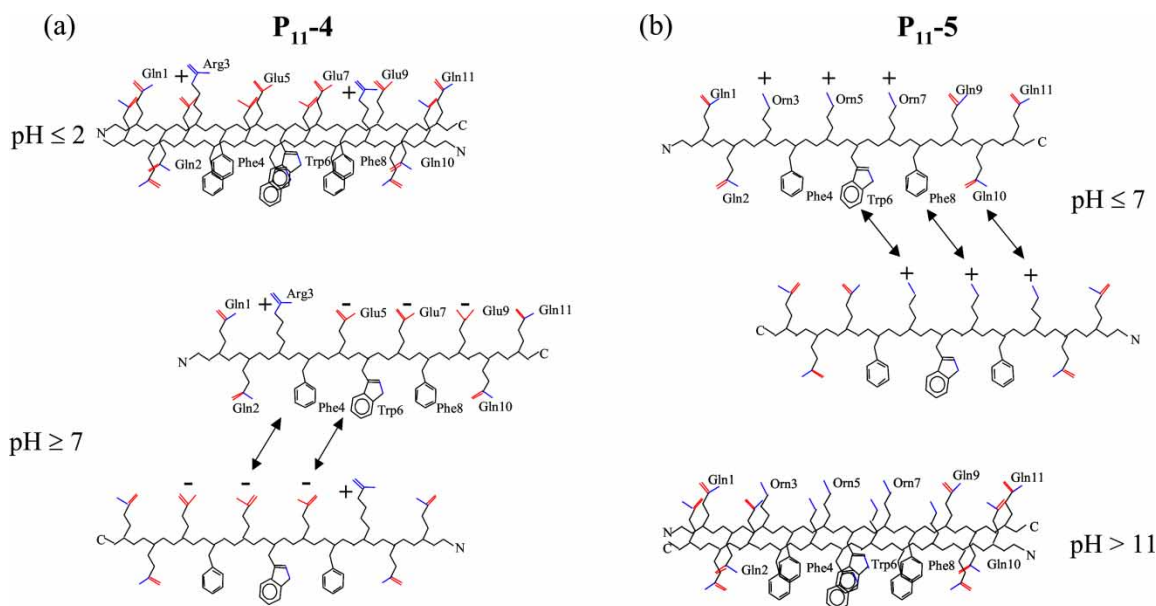 (a) P₁₁-4
pH ≤ 2
Gln1 + Arg3 Glu5 Glu7 + Glu9 Gln11
N C
Gln2 Phe4 Trp6 Phe8 Gln10 N
pH ≥ 7
Gln1 + Arg3 - Glu5 - Glu7 - Glu9 Gln11
N C
Gln2 Phe4 Trp6 Phe8 Gln10
- - - +
C N
(b) P₁₁-5
+ + +
Gln1 Orn3 Orn5 Orn7 Gln9 Gln11
N C
Gln2 Phe4 Trp6 Phe8 Gln10
pH ≤ 7
+ + +
C N
Gln1 Orn3 Orn5 Orn7 Gln9 Gln11
N C
C N
Gln2 Phe4 Trp6 Phe8 Gln10
pH > 11